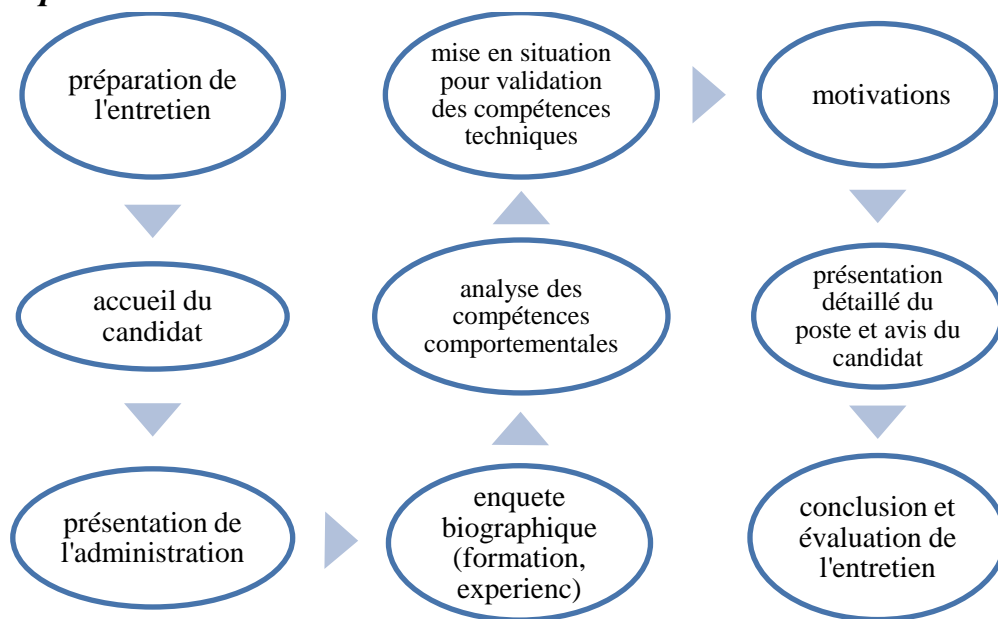 préparation de
l'entretien
accueil du
candidat
présentation de
l'administration
enquete
biographique
(formation,
experienc)
analyse des
compétences
comportementales
mise en situation
pour validation
des compétences
techniques
motivations
présentation
détaillé du
poste et avis du
candidat
conclusion et
évaluation de
l'entretien